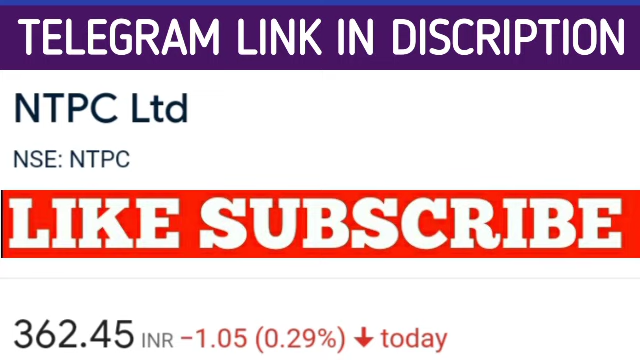 TELEGRAM LINK IN DISCRIPTION
NTPC Ltd
NSE: NTPC
LIKE SUBSCRIBE
362.45 INR −1.05 (0.29%) ↓ today